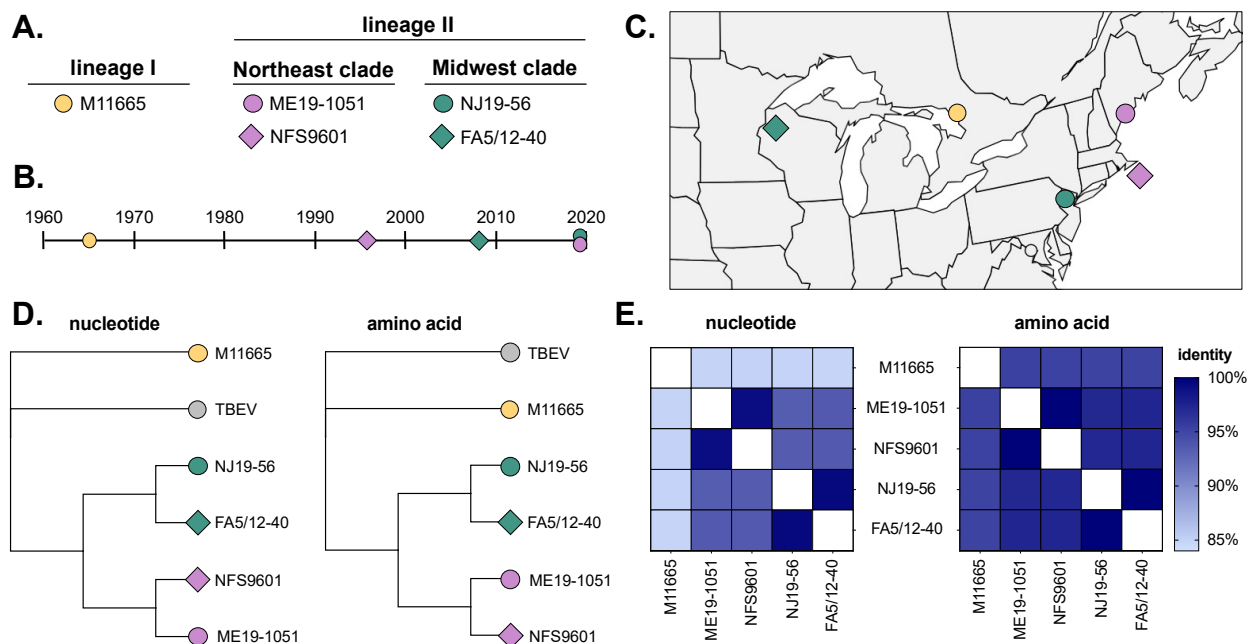 A.
lineage II
lineage I
Northeast clade
Midwest clade
M11665
ME19-1051
NJ19-56
NFS9601
FA5/12-40
B.
1960 1970 1980 1990 2000 2010 2020
C.
D.
nucleotide
M11665
TBEV
NJ19-56
FA5/12-40
NFS9601
ME19-1051
amino acid
TBEV
M11665
NJ19-56
FA5/12-40
ME19-1051
NFS9601
E.
nucleotide
amino acid
M11665
ME19-1051
NFS9601
NJ19-56
FA5/12-40
M11665
ME19-1051
NFS9601
NJ19-56
FA5/12-40
M11665
ME19-1051
NFS9601
NJ19-56
FA5/12-40
identity
100%
95%
90%
85%